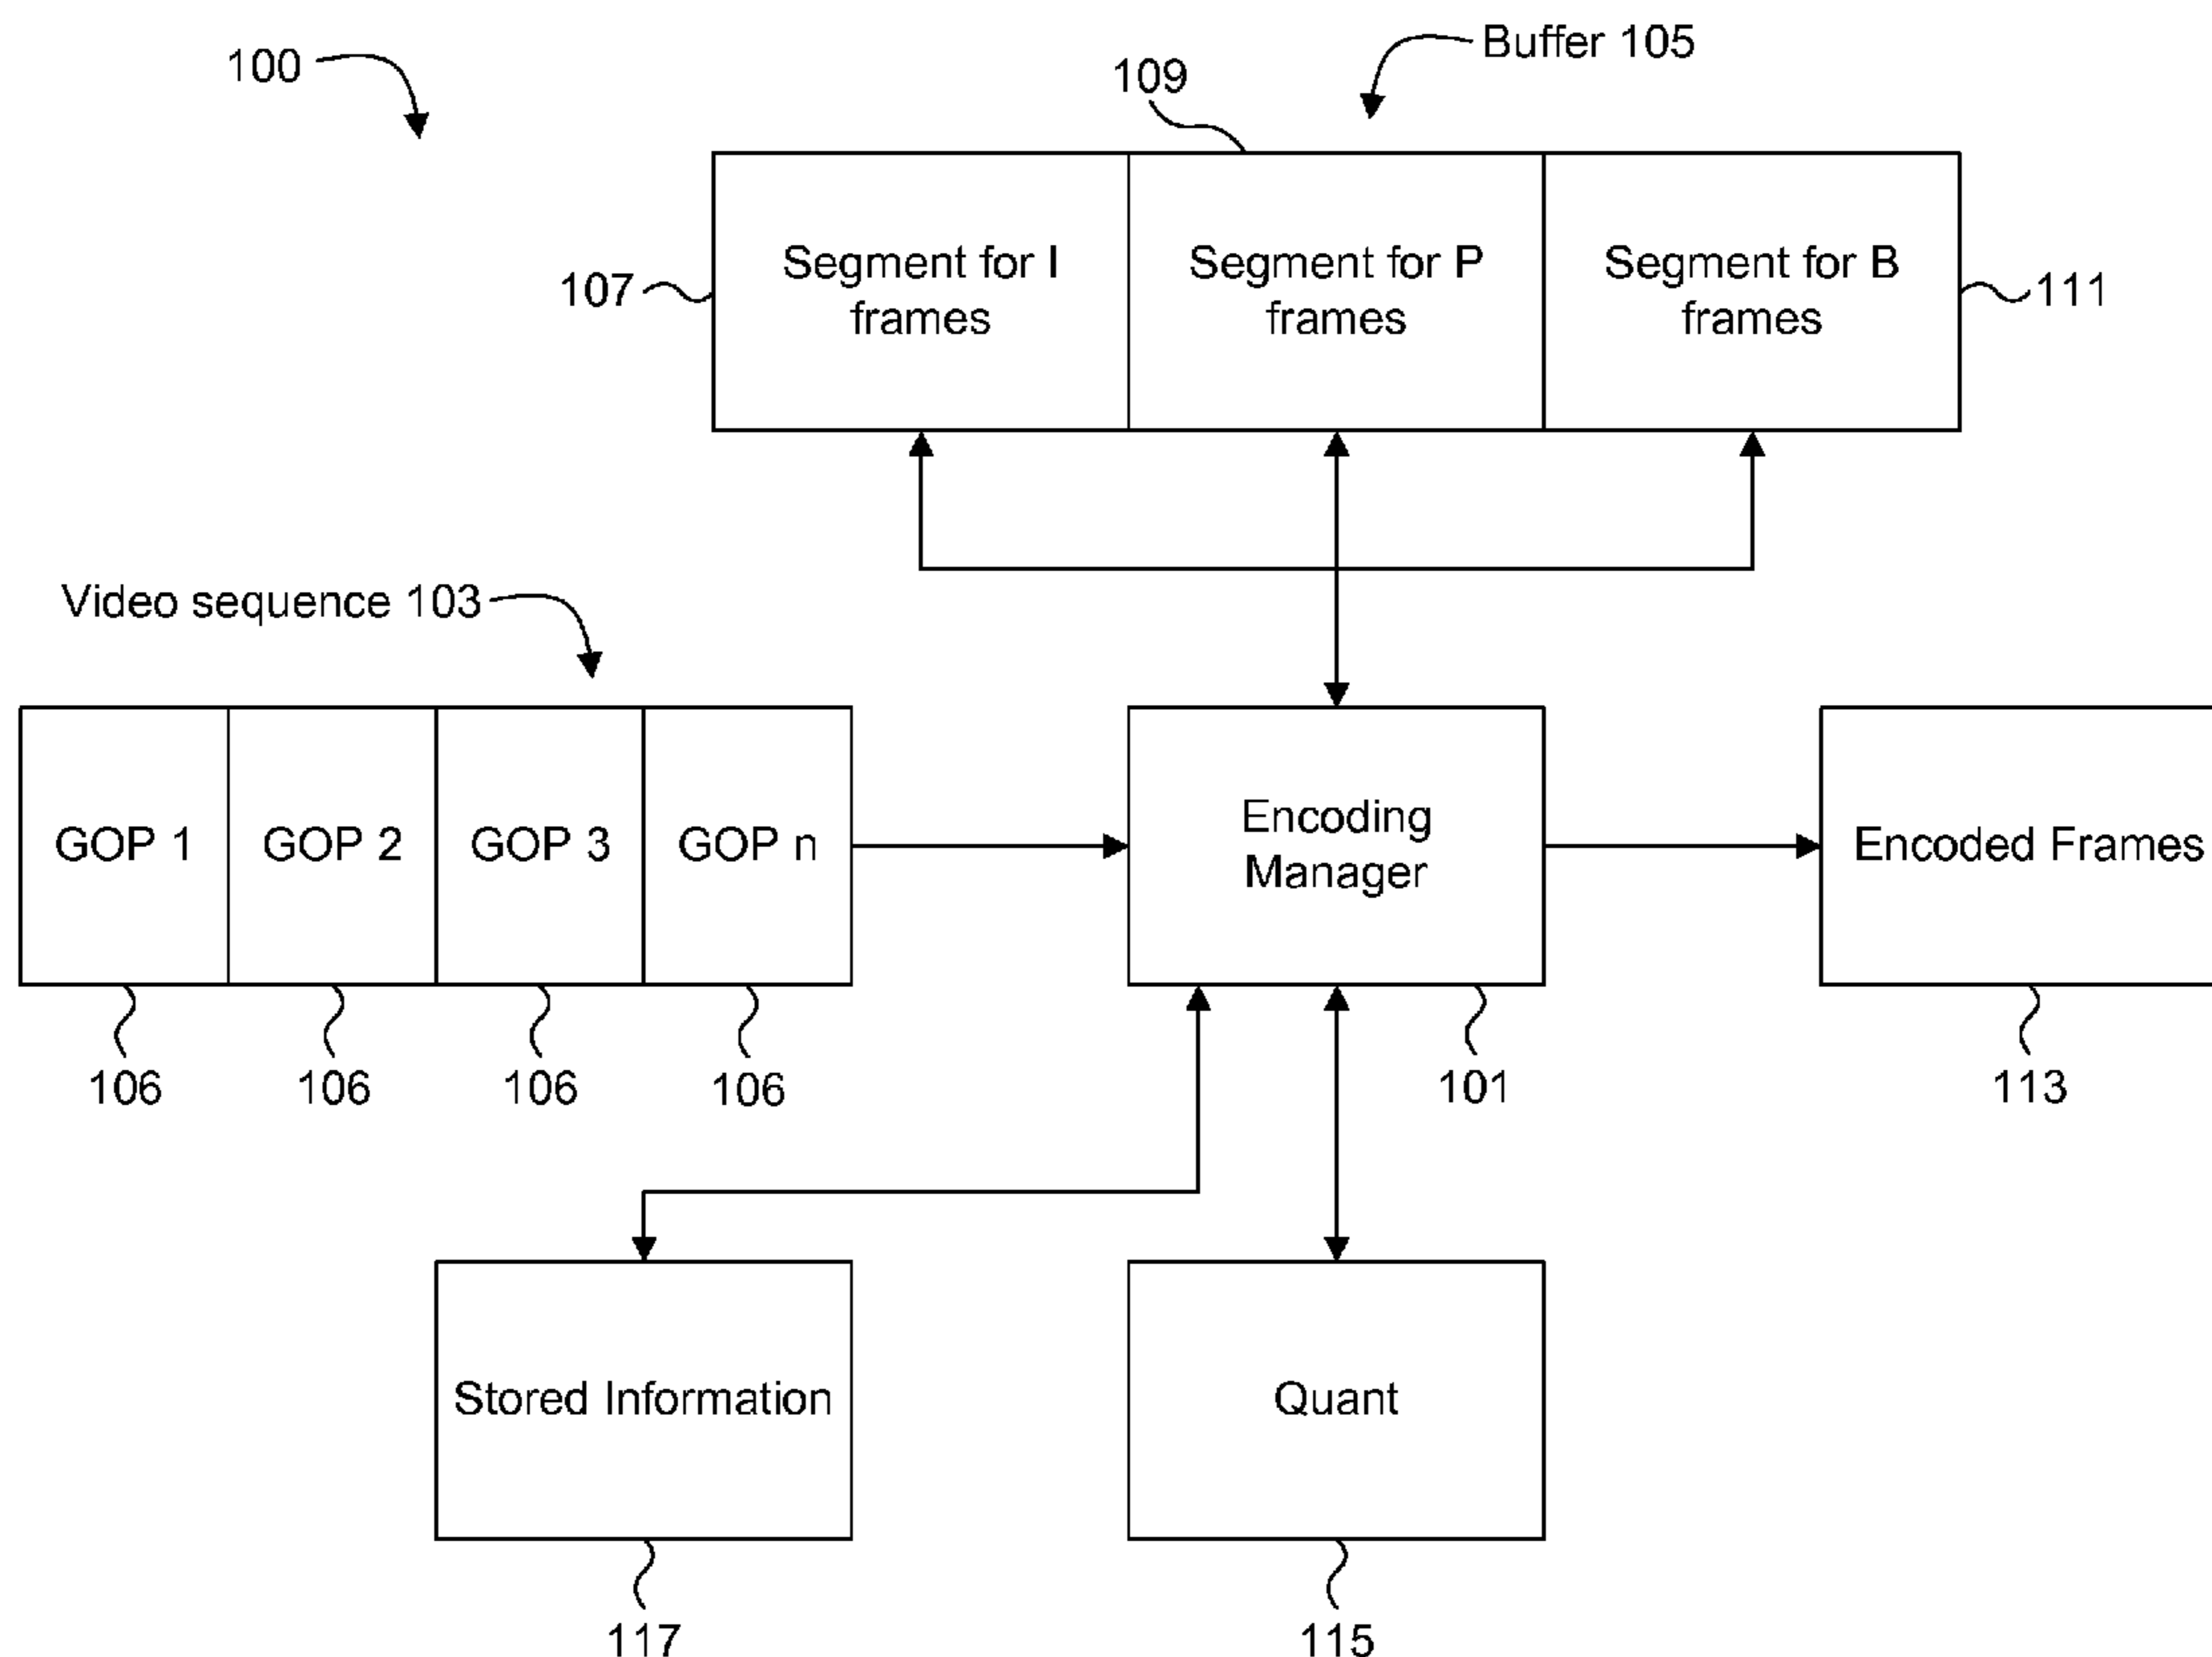 100
Buffer 105
109
Segment for I
frames
Segment for P
frames
Segment for B
frames
107
111
Video sequence 103
GOP 1
GOP 2
GOP 3
GOP n
Encoding
Manager
Encoded Frames
106
106
106
106
101
113
Stored Information
Quant
117
115